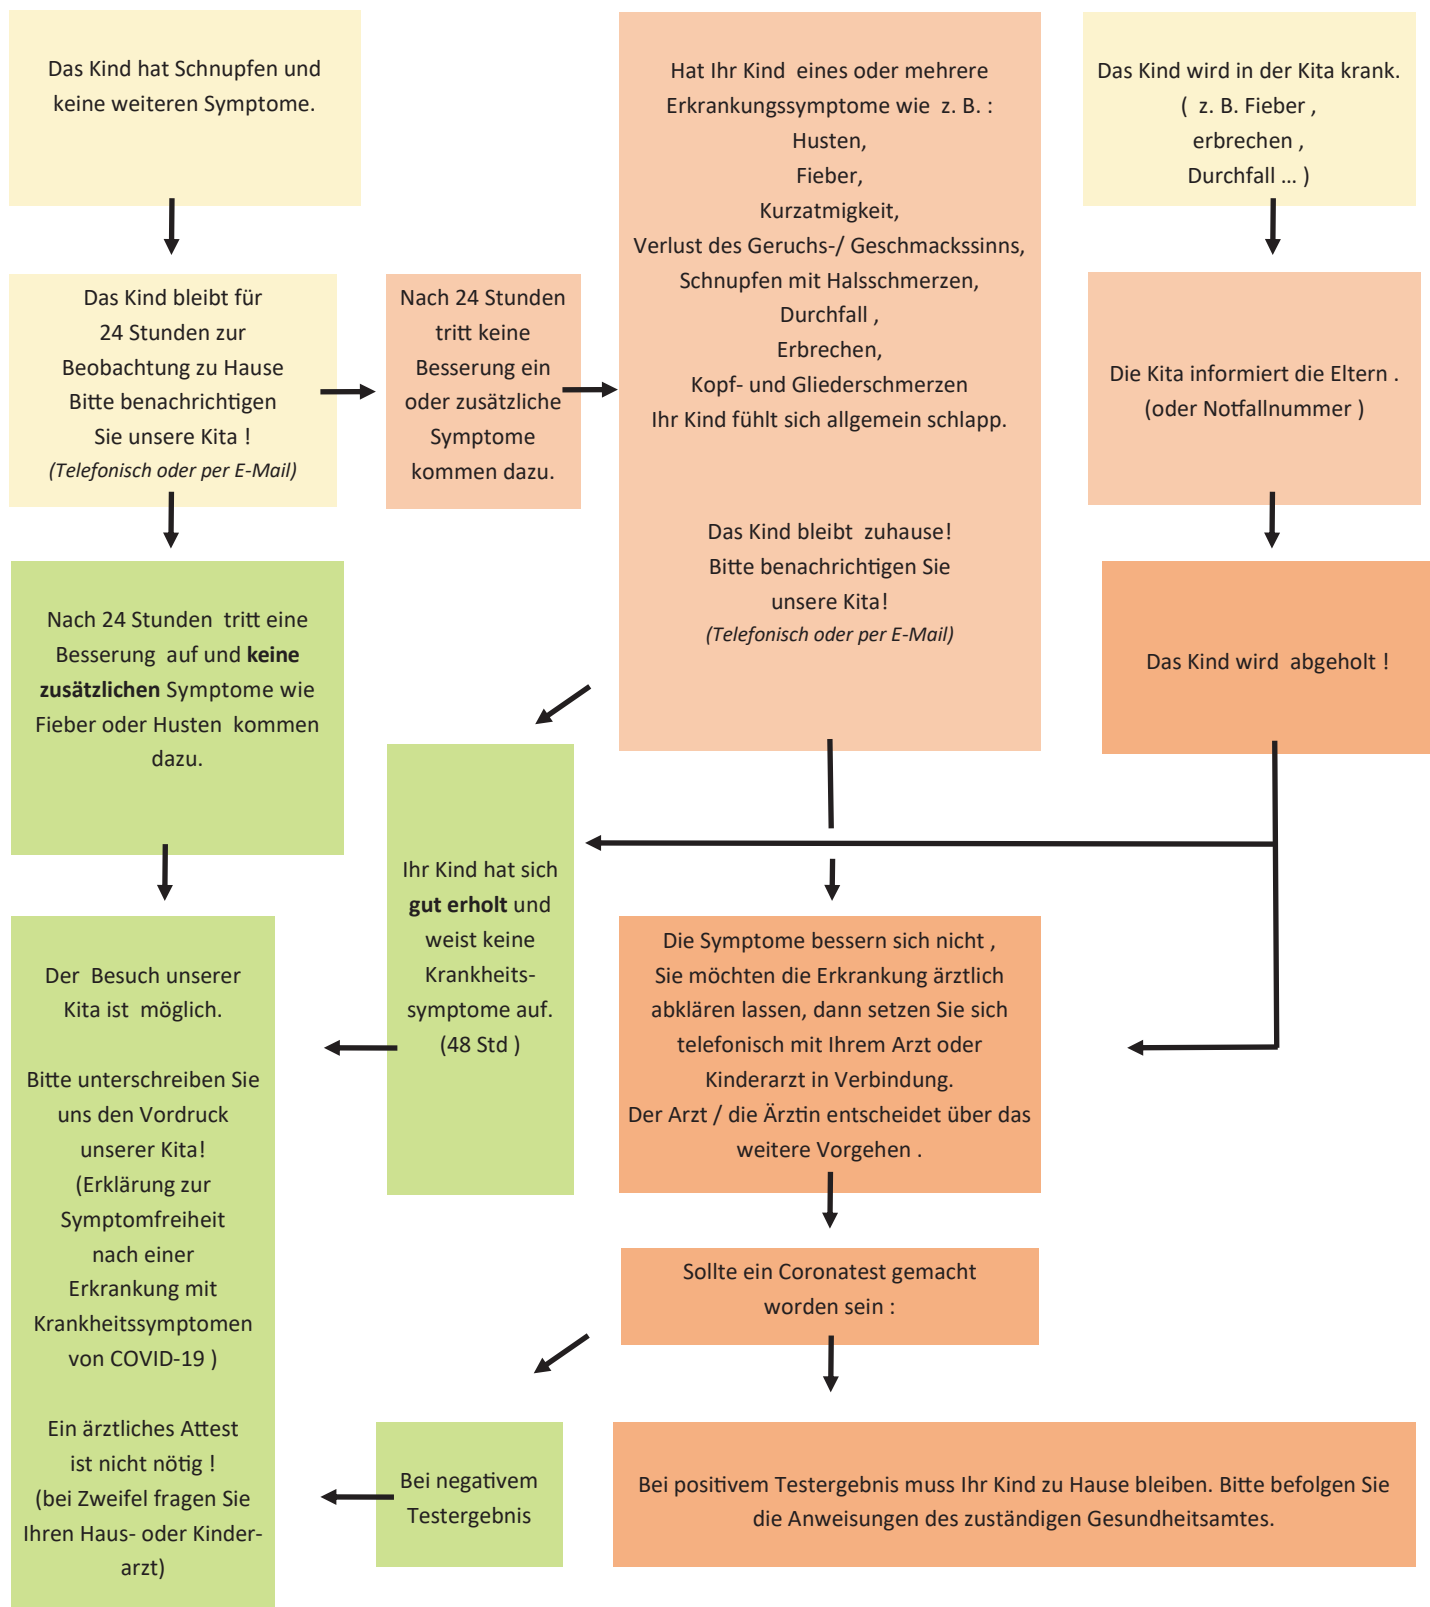 Das Kind hat Schnupfen und
keine weiteren Symptome.
Das Kind bleibt für
24 Stunden zur
Beobachtung zu Hause
Bitte benachrichtigen
Sie unsere Kita !
(Telefonisch oder per E-Mail)
Nach 24 Stunden
tritt keine
Besserung ein
oder zusätzliche
Symptome
kommen dazu.
Hat Ihr Kind eines oder mehrere
Erkrankungssymptome wie z. B. :
Husten,
Fieber,
Kurzatmigkeit,
Verlust des Geruchs-/ Geschmackssinns,
Schnupfen mit Halsschmerzen,
Durchfall ,
Erbrechen,
Kopf- und Gliederschmerzen
Ihr Kind fühlt sich allgemein schlapp.
Das Kind bleibt zuhause!
Bitte benachrichtigen Sie
unsere Kita!
(Telefonisch oder per E-Mail)
Das Kind wird in der Kita krank.
( z. B. Fieber ,
erbrechen ,
Durchfall ... )
Die Kita informiert die Eltern .
(oder Notfallnummer )
Das Kind wird abgeholt !
Nach 24 Stunden tritt eine
Besserung auf und keine
zusätzlichen Symptome wie
Fieber oder Husten kommen
dazu.
Ihr Kind hat sich
gut erholt und
weist keine
Krankheits-
symptome auf.
(48 Std )
Die Symptome bessern sich nicht ,
Sie möchten die Erkrankung ärztlich
abklären lassen, dann setzen Sie sich
telefonisch mit Ihrem Arzt oder
Kinderarzt in Verbindung.
Der Arzt / die Ärztin entscheidet über das
weitere Vorgehen .
Der Besuch unserer
Kita ist möglich.
Bitte unterschreiben Sie
uns den Vordruck
unserer Kita!
(Erklärung zur
Symptomfreiheit
nach einer
Erkrankung mit
Krankheitssymptomen
von COVID-19 )
Ein ärztliches Attest
ist nicht nötig !
(bei Zweifel fragen Sie
Ihren Haus- oder Kinder-
arzt)
Sollte ein Coronatest gemacht
worden sein :
Bei negativem
Testergebnis
Bei positivem Testergebnis muss Ihr Kind zu Hause bleiben. Bitte befolgen Sie
die Anweisungen des zuständigen Gesundheitsamtes.